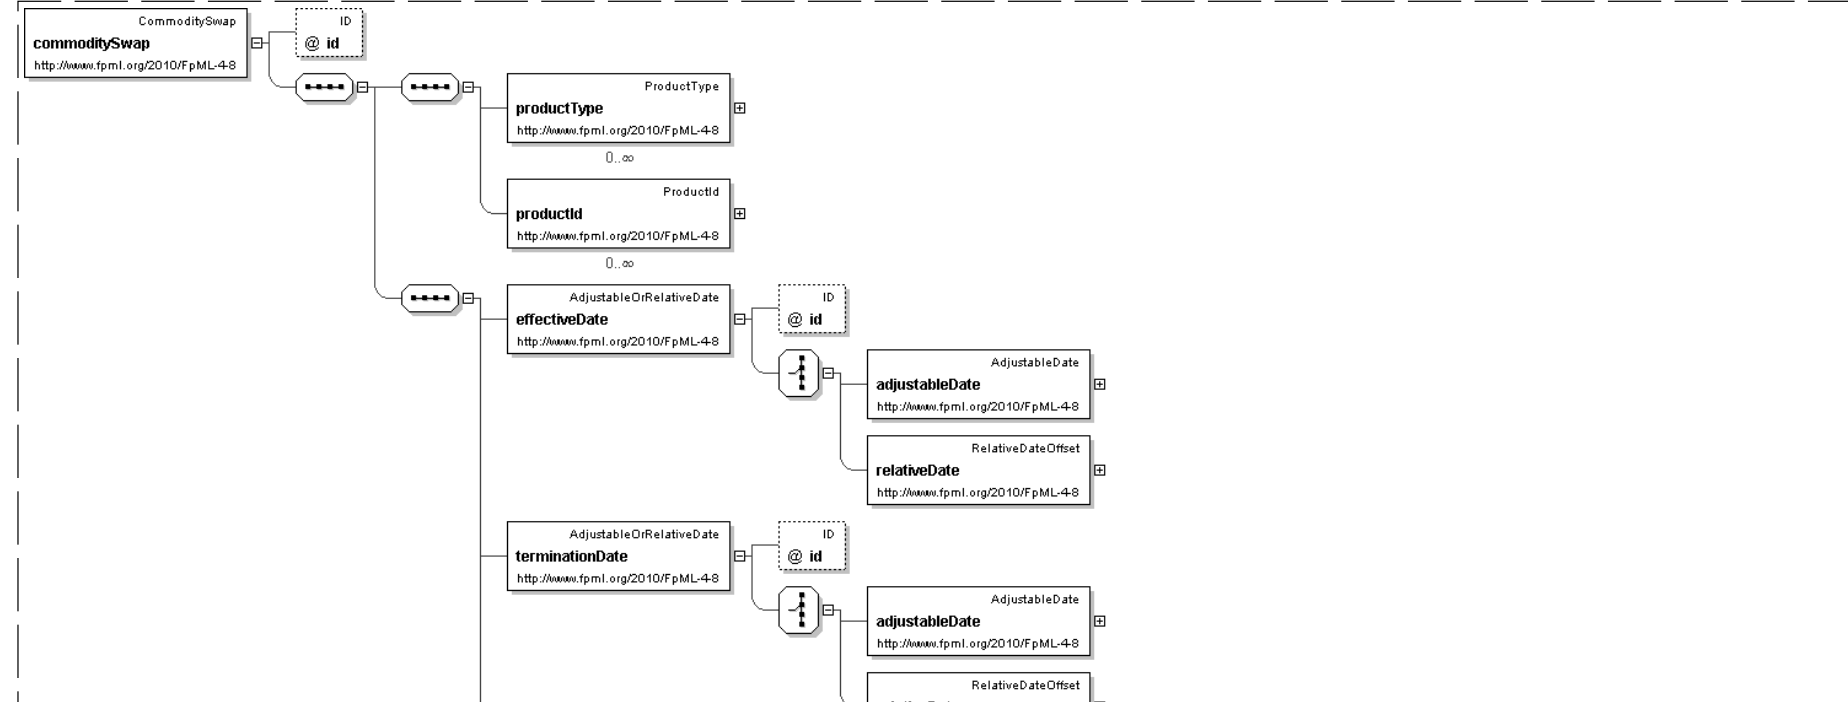 CommoditySwap
commoditySwap
http://www.fpml.org/2010/FpML-4-8
ID
@ id
ProductType
productType
http://www.fpml.org/2010/FpML-4-8
0..∞
ProductId
productId
http://www.fpml.org/2010/FpML-4-8
0..∞
AdjustableOrRelativeDate
effectiveDate
http://www.fpml.org/2010/FpML-4-8
ID
@ id
AdjustableDate
adjustableDate
http://www.fpml.org/2010/FpML-4-8
RelativeDateOffset
relativeDate
http://www.fpml.org/2010/FpML-4-8
AdjustableOrRelativeDate
terminationDate
http://www.fpml.org/2010/FpML-4-8
ID
@ id
AdjustableDate
adjustableDate
http://www.fpml.org/2010/FpML-4-8
RelativeDateOffset